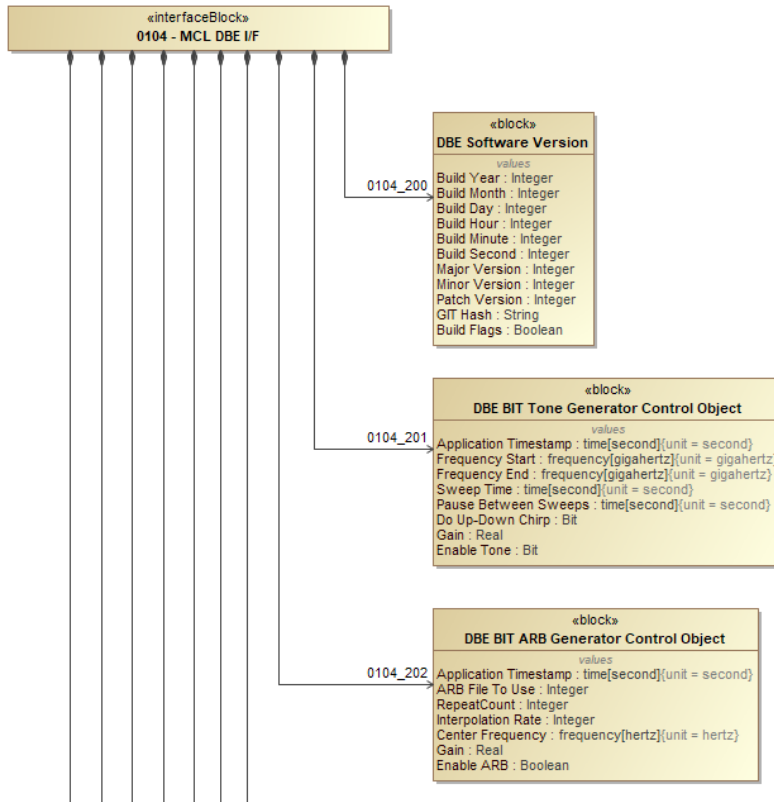 «interfaceBlock»
0104 - MCL DBE I/F
«block»
DBE Software Version
values
0104_200
Build Year : Integer
Build Month : Integer
Build Day : Integer
Build Hour : Integer
Build Minute : Integer
Build Second : Integer
Major Version : Integer
Minor Version : Integer
Patch Version : Integer
GIT Hash : String
Build Flags : Boolean
«block»
DBE BIT Tone Generator Control Object
values
0104_201
Application Timestamp : time[second]{unit = second}
Frequency Start : frequency[gigahertz]{unit = gigahertz}
Frequency End : frequency[gigahertz]{unit = gigahertz}
Sweep Time : time[second]{unit = second}
Pause Between Sweeps : time[second]{unit = second}
Do Up-Down Chirp : Bit
Gain : Real
Enable Tone : Bit
«block»
DBE BIT ARB Generator Control Object
values
0104_202
Application Timestamp : time[second]{unit = second}
ARB File To Use : Integer
RepeatCount : Integer
Interpolation Rate : Integer
Center Frequency : frequency[hertz]{unit = hertz}
Gain : Real
Enable ARB : Boolean